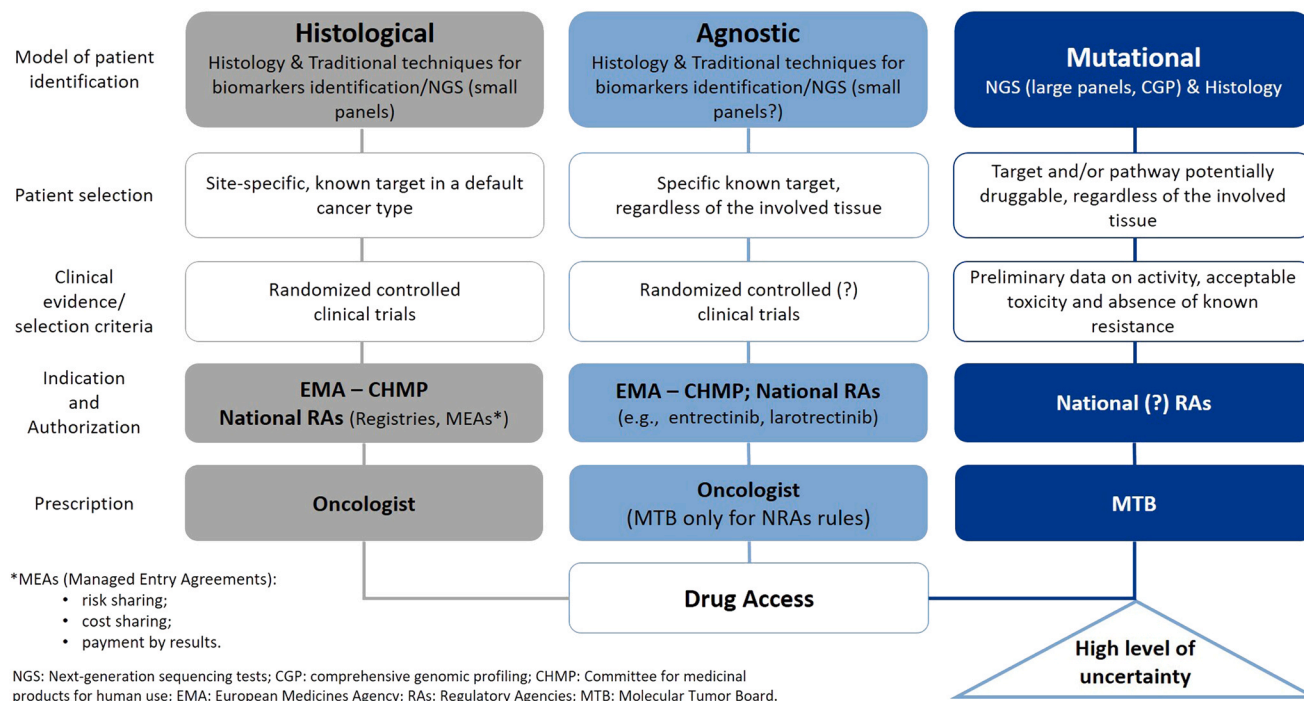 Model of patient
identification
Histological
Histology & Traditional techniques for
biomarkers identification/NGS (small
panels)
Agnostic
Histology & Traditional techniques for
biomarkers identification/NGS (small
panels?)
Mutational
NGS (large panels, CGP) & Histology
Patient selection
Site-specific, known target in a default
cancer type
Specific known target,
regardless of the involved tissue
Target and/or pathway potentially
druggable, regardless of the involved
tissue
Clinical
evidence/
selection criteria
Randomized controlled
clinical trials
Randomized controlled (?)
clinical trials
Preliminary data on activity, acceptable
toxicity and absence of known
resistance
Indication
and
Authorization
EMA – CHMP
National RAs (Registries, MEAs*)
EMA – CHMP; National RAs
(e.g., entrectinib, larotrectinib)
National (?) RAs
Prescription
Oncologist
Oncologist
(MTB only for NRAs rules)
MTB
*MEAs (Managed Entry Agreements):
• risk sharing;
• cost sharing;
• payment by results.
Drug Access
High level of
uncertainty
NGS: Next-generation sequencing tests; CGP: comprehensive genomic profiling; CHMP: Committee for medicinal
products for human use; EMA: European Medicines Agency; RAs: Regulatory Agencies; MTB: Molecular Tumor Board.